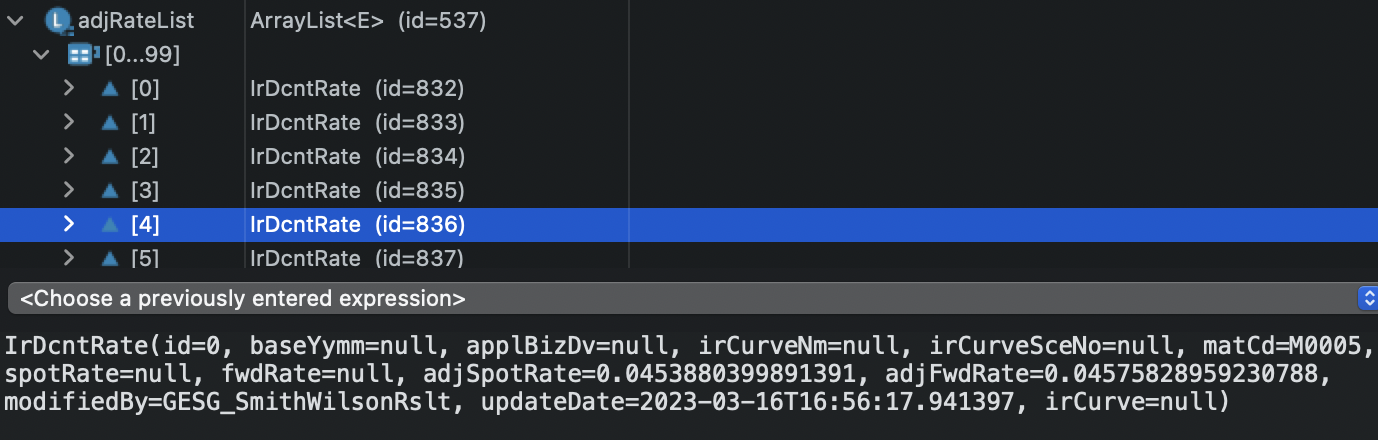 adjRateList ArrayList<E> (id=537)
[0...99]
[0] IrDcntRate (id=832)
[1] IrDcntRate (id=833)
[2] IrDcntRate (id=834)
[3] IrDcntRate (id=835)
[4] IrDcntRate (id=836)
[5] IrDcntRate (id=837)
<Choose a previously entered expression>
IrDcntRate(id=0, baseYymm=null, applBizDv=null, irCurveNm=null, irCurveSceNo=null, matCd=M0005,
spotRate=null, fwdRate=null, adjSpotRate=0.0453880399891391, adjFwdRate=0.04575828959230788,
modifiedBy=GESG_SmithWilsonRslt, updateDate=2023-03-16T16:56:17.941397, irCurve=null)